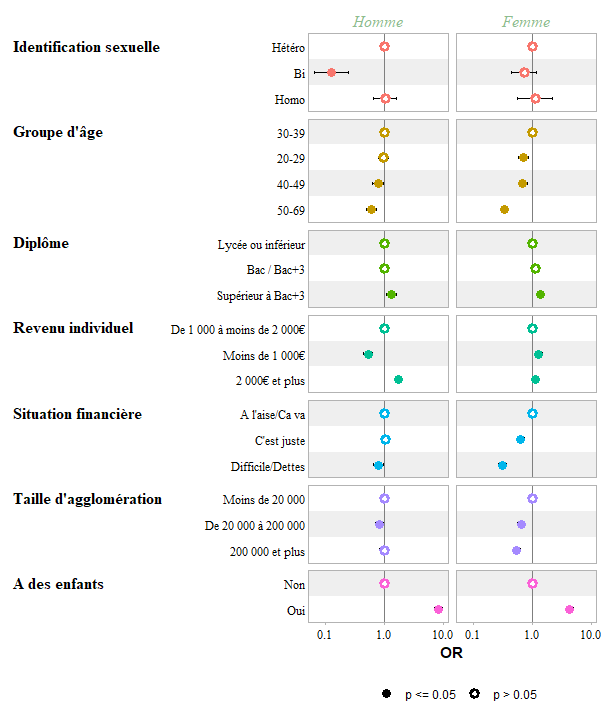 Homme Femme
Identification sexuelle Hétéro
Bi
Homo
Groupe d'âge 30-39
20-29
40-49
50-69
Diplôme Lycée ou inférieur
Bac / Bac+3
Supérieur à Bac+3
Revenu individuel De 1 000 à moins de 2 000€
Moins de 1 000€
2 000€ et plus
Situation financière A l'aise/Ca va
C'est juste
Difficile/Dettes
Taille d'agglomération Moins de 20 000
De 20 000 à 200 000
200 000 et plus
A des enfants Non
Oui
0.1 1.0 10.0 0.1 1.0 10.0
OR
p <= 0.05 p > 0.05